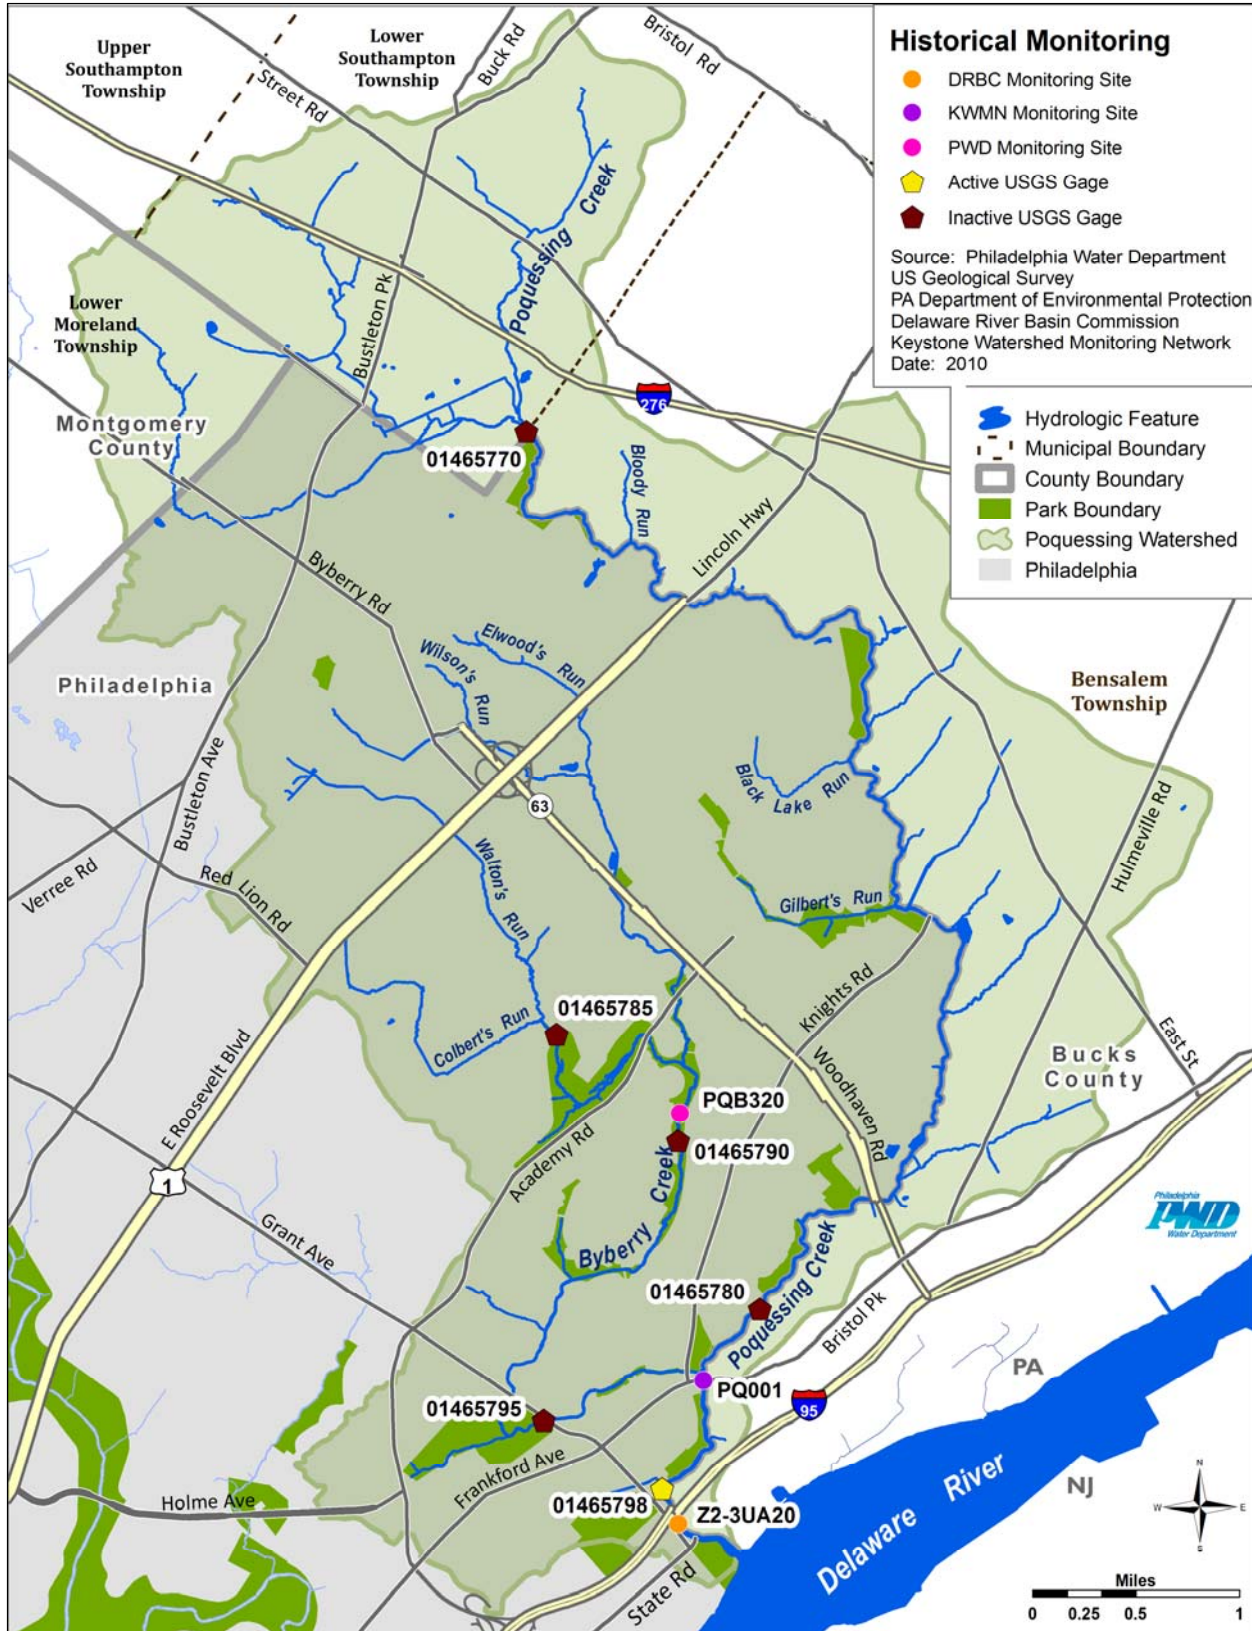 Upper
Southampton
Township
Lower
Southampton
Township
Buck Rd
Bristol Rd
Street Rd
Historical Monitoring
DRBC Monitoring Site
KWMN Monitoring Site
PWD Monitoring Site
Active USGS Gage
Inactive USGS Gage
Source: Philadelphia Water Department
US Geological Survey
PA Department of Environmental Protection
Delaware River Basin Commission
Keystone Watershed Monitoring Network
Date: 2010
Hydrologic Feature
Municipal Boundary
County Boundary
Park Boundary
Poquessing Watershed
Philadelphia
Poquessing Creek
Bustleton Pk
Lower
Moreland
Township
276
Montgomery
County
01465770
Bloody Run
Lincoln Hwy
Byberry Rd
Elwood's Run
Wilson's Run
Philadelphia
Bensalem
Township
Bustleton Ave
Black Lake Run
63
Hulmeville Rd
Verree Rd
Red Lion Rd
Walton's Run
Gilbert's Run
Knights Rd
01465785
Colbert's Run
East St
Bucks
County
E Roosevelt Blvd
Woodhaven Rd
PQB320
Academy Rd
01465790
1
Philadelphia
PWD
Water Department
Grant Ave
Byberry Creek
01465780
Poquessing Creek
Bristol Pk
PA
PQ001
95
01465795
Frankford Ave
NJ
Holme Ave
01465798
Z2-3UA20
Delaware River
State Rd
N
W
E
S
Miles
0 0.25 0.5 1